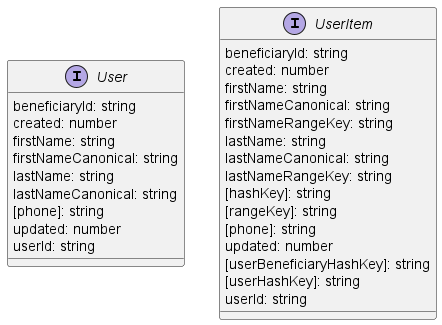 I User
beneficiaryId: string
created: number
firstName: string
firstNameCanonical: string
lastName: string
lastNameCanonical: string
[phone]: string
updated: number
userId: string
I UserItem
beneficiaryId: string
created: number
firstName: string
firstNameCanonical: string
firstNameRangeKey: string
lastName: string
lastNameCanonical: string
lastNameRangeKey: string
[hashKey]: string
[rangeKey]: string
[phone]: string
updated: number
[userBeneficiaryHashKey]: string
[userHashKey]: string
userId: string